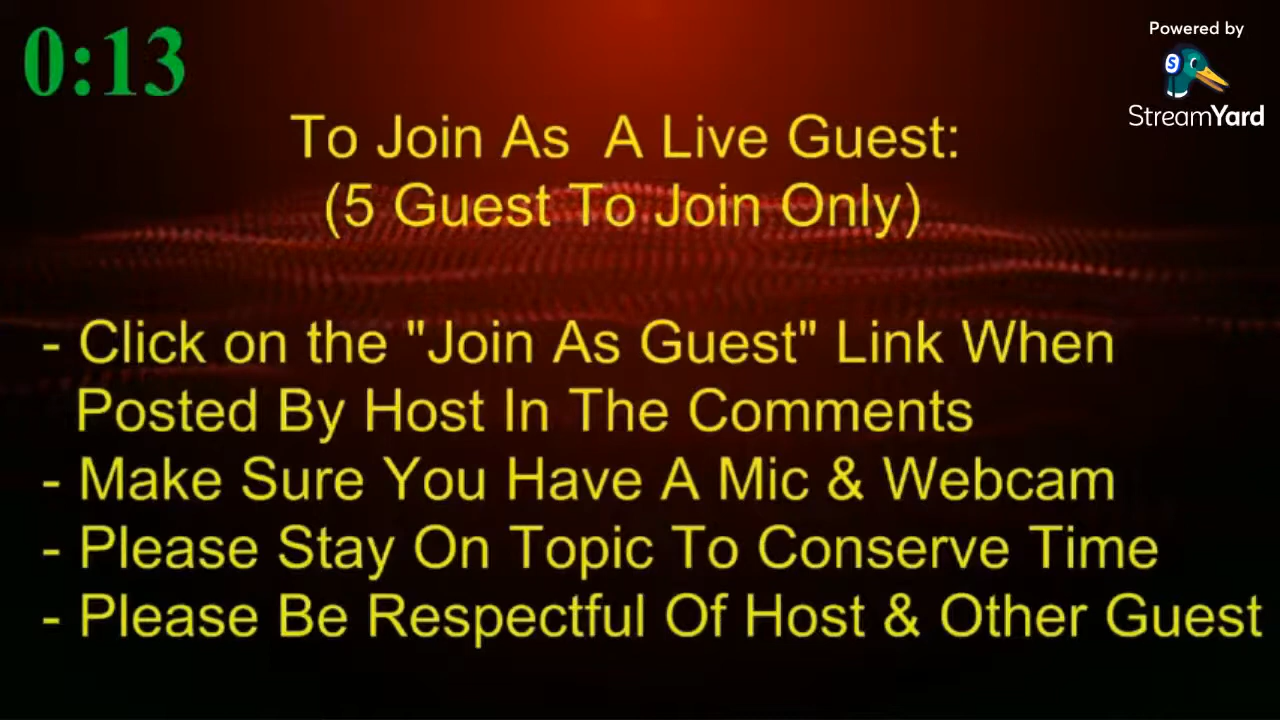 0:13
Powered by
S
StreamYard
To Join As  A Live Guest:
(5 Guest To Join Only)
- Click on the "Join As Guest" Link When
Posted By Host In The Comments
- Make Sure You Have A Mic & Webcam
- Please Stay On Topic To Conserve Time
- Please Be Respectful Of Host & Other Guest